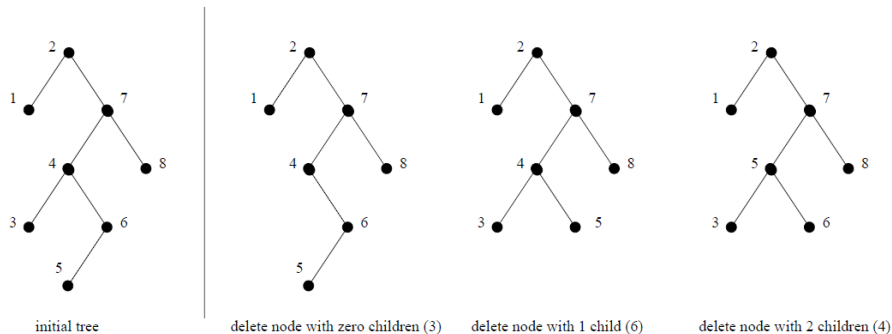 2 2 2 2
1 7 1 7 1 7 1 7
4 8 4 8 4 8 5 8
3 6 6 3 5 3 6
5 5
initial tree delete node with zero children (3) delete node with 1 child (6) delete node with 2 children (4)